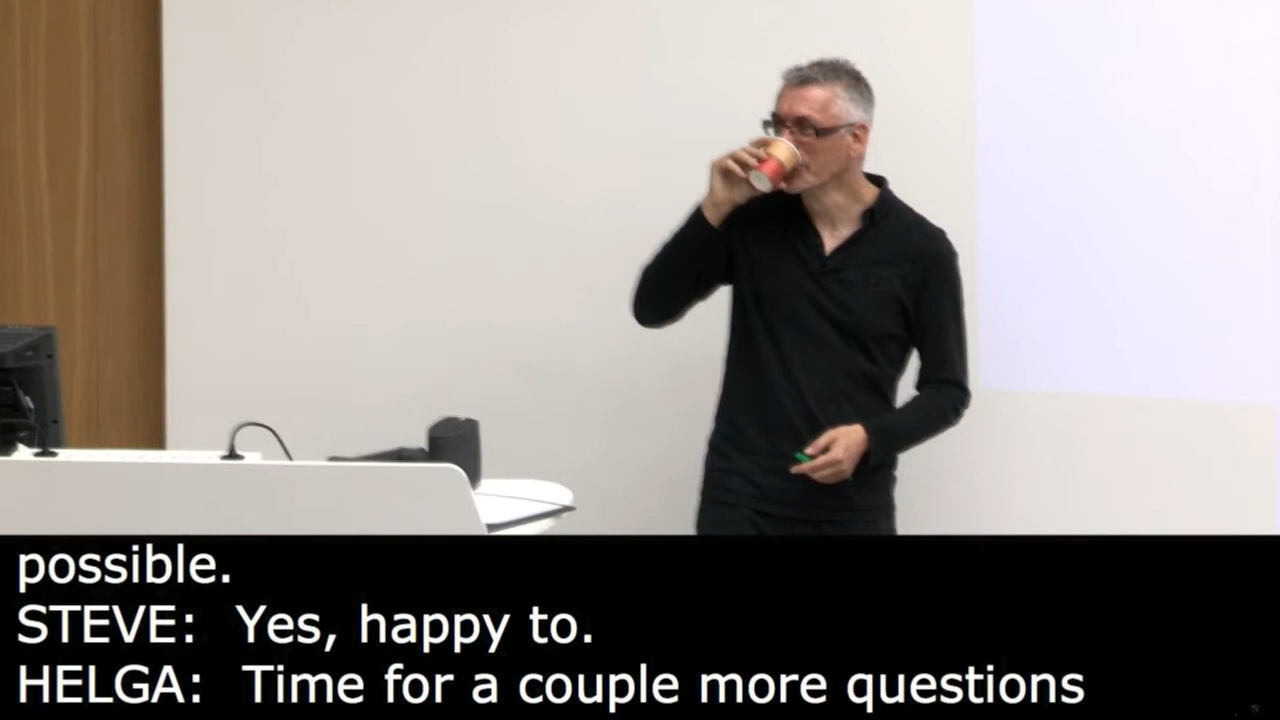 possible.
STEVE:  Yes, happy to.
HELGA:  Time for a couple more questions